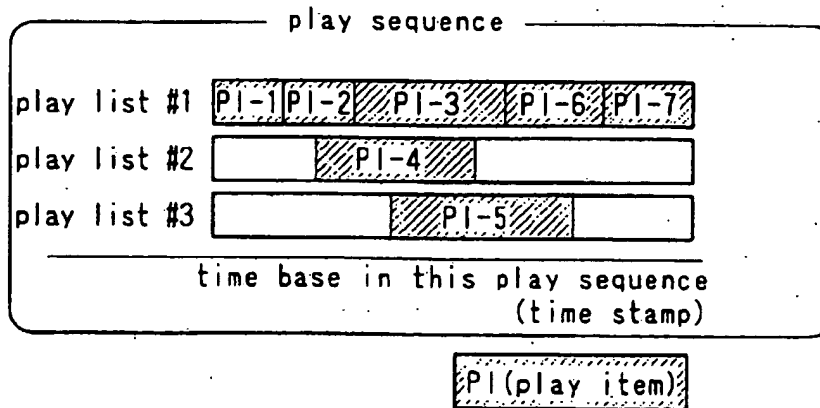 play sequence
play list #1 PI-1 PI-2 PI-3 PI-6 PI-7
play list #2 PI-4
play list #3 PI-5
time base in this play sequence
(time stamp)
PI(play item)